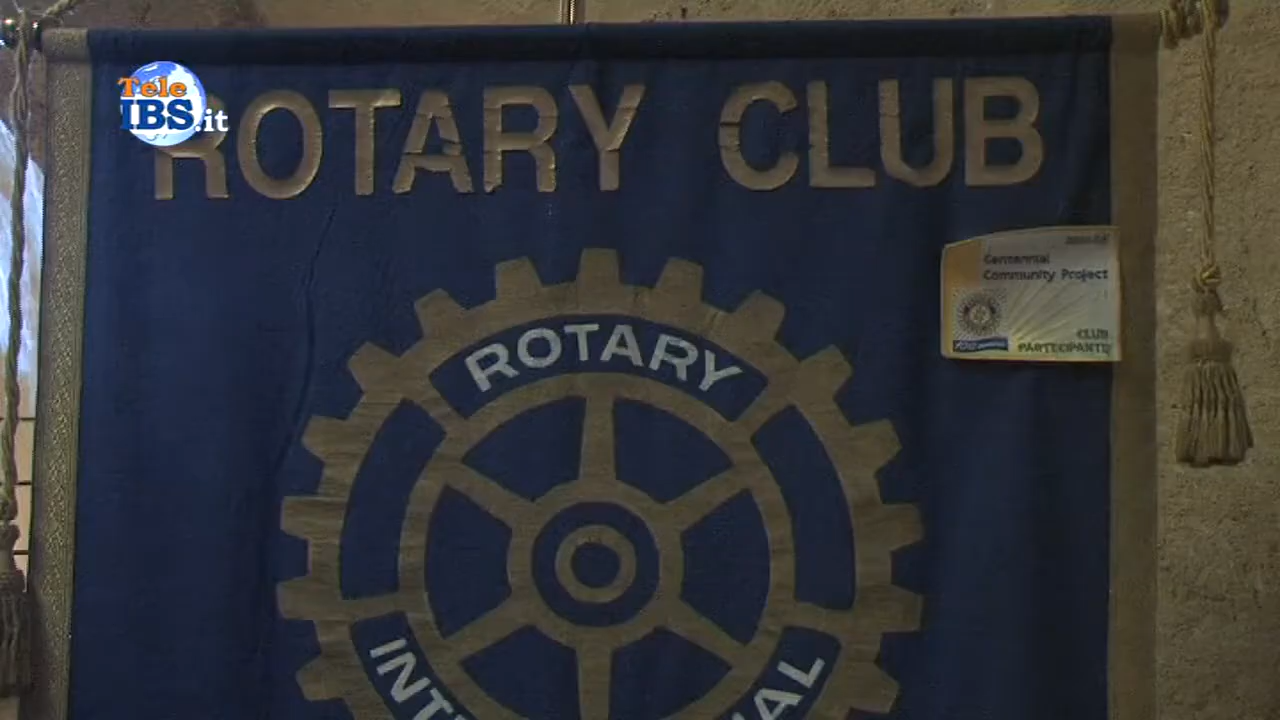 Tele
IBS.it
ROTARY CLUB
Centennial
Community Project
CLUB
PARTECIPANTE
ROTARY